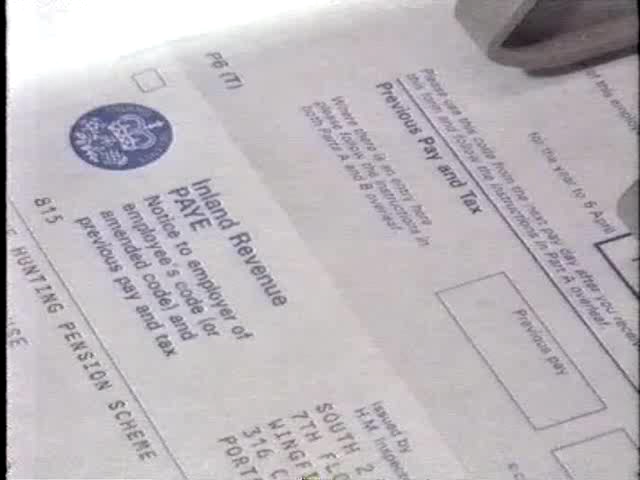 P6 (T)
Inland Revenue
PAYE
Notice to employer of
employee's code (or
amended code) and
previous pay and tax
815
HUNTING PENSION SCHEME
Issued by
H.M. Inspector
SOUTH 2
7TH FLO
WINGF
316 C
PORT
Please use this code from the next pay day after you receive
this form and follow the instructions in Part A overleaf.
Previous Pay and Tax
Where there is an entry here
please follow the instructions in
both Parts A and B overleaf.
this employ
for the year to 6 April
Previous pay